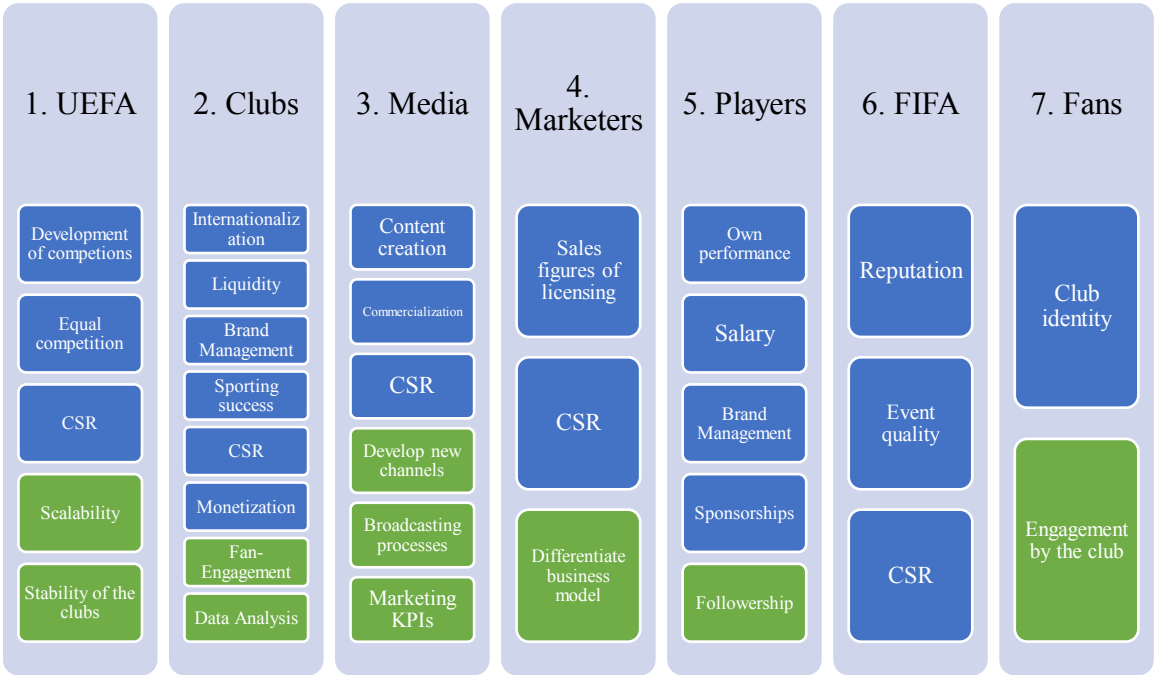 1. UEFA
Development
of competions
Equal
competition
CSR
Scalability
Stability of the
clubs
2. Clubs
Internationaliz
ation
Liquidity
Brand
Management
Sporting
success
CSR
Monetization
Fan-
Engagement
Data Analysis
3. Media
Content
creation
Commercialization
CSR
Develop new
channels
Broadcasting
processes
Marketing
KPIs
4.
Marketers
Sales
figures of
licensing
CSR
Differentiate
business
model
5. Players
Own
performance
Salary
Brand
Management
Sponsorships
Followership
6. FIFA
Reputation
Event
quality
CSR
7. Fans
Club
identity
Engagement
by the club